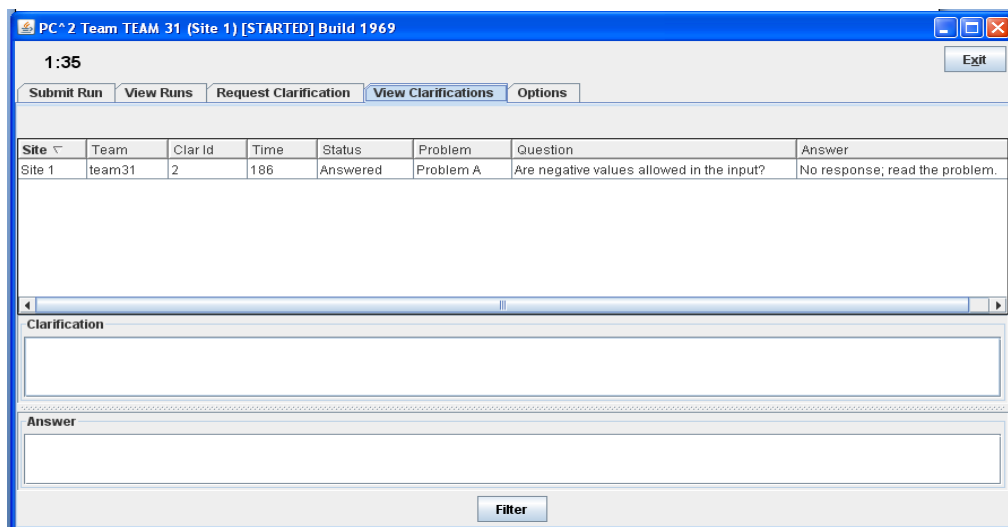 PC^2 Team TEAM 31 (Site 1) [STARTED] Build 1969
1:35
Exit
Submit Run View Runs Request Clarification View Clarifications Options
Site Team Clar Id Time Status Problem Question Answer
Site 1 team31 2 186 Answered Problem A Are negative values allowed in the input? No response; read the problem.
Clarification
Answer
Filter